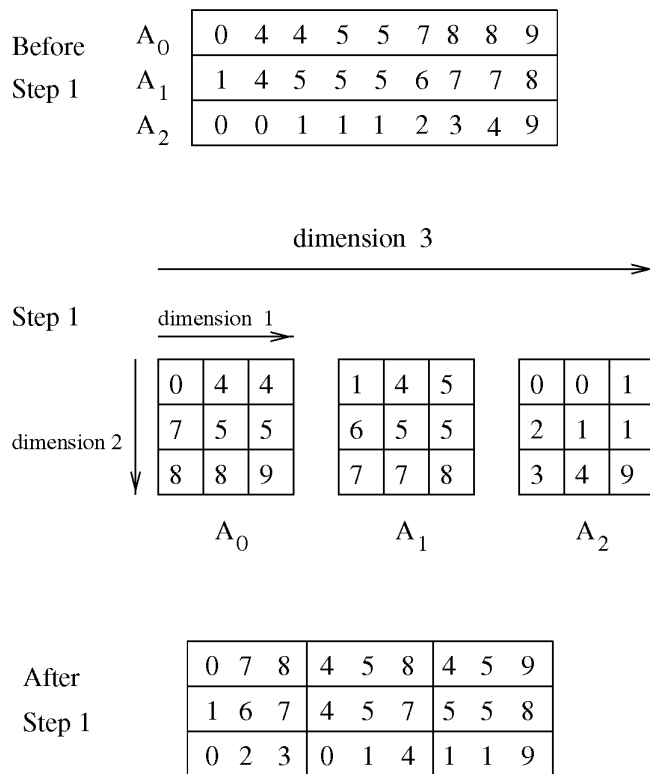 Before
Step 1
A0 0 4 4 5 5 7 8 8 9
A1 1 4 5 5 5 6 7 7 8
A2 0 0 1 1 1 2 3 4 9
dimension 3
Step 1
dimension 1
dimension 2
0 4 4 1 4 5 0 0 1
7 5 5 6 5 5 2 1 1
8 8 9 7 7 8 3 4 9
A0 A1 A2
After
Step 1
0 7 8 4 5 8 4 5 9
1 6 7 4 5 7 5 5 8
0 2 3 0 1 4 1 1 9